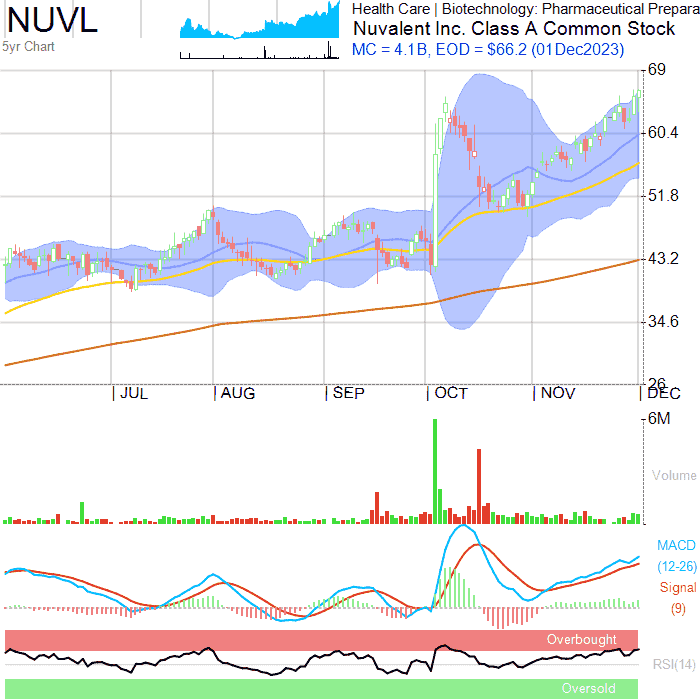 NUVL
5yr Chart
Health Care | Biotechnology: Pharmaceutical Prepara
Nuvalent Inc. Class A Common Stock
MC = 4.1B, EOD = $66.2 (01Dec2023)
69
60.4
51.8
43.2
34.6
26
JUL
AUG
SEP
OCT
NOV
DEC
6M
Volume
MACD
(12-26)
Signal
(9)
Overbought
RSI(14)
Oversold